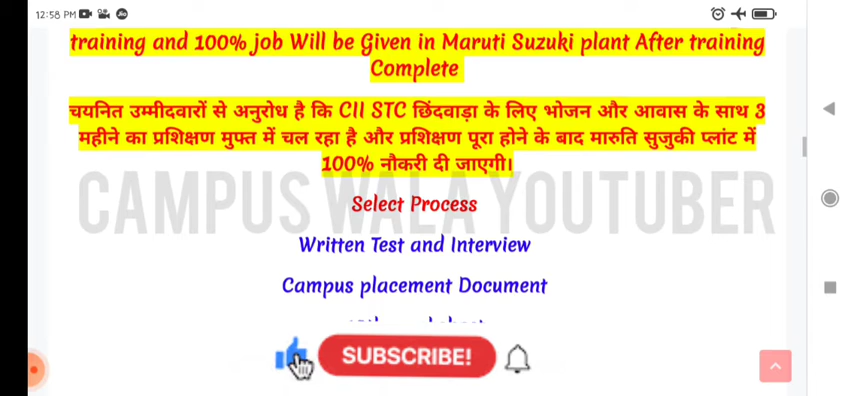 12:58 PM
training and 100% job Will be Given in Maruti Suzuki plant After training
Complete
चयनित उम्मीदवारों से अनुरोध है कि CII STC छिंदवाड़ा के लिए भोजन और आवास के साथ 3
महीने का प्रशिक्षण मुफ्त में चल रहा है और प्रशिक्षण पूरा होने के बाद मारुति सुजुकी प्लांट में
100% नौकरी दी जाएगी।
CAMPUS WALA YOUTUBER
Select Process
Written Test and Interview
Campus placement Document
SUBSCRIBE!